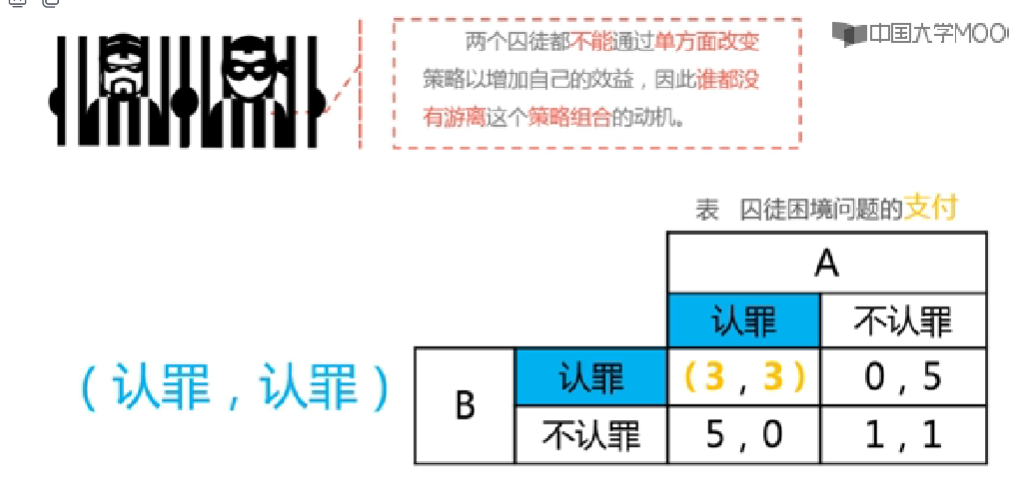 中国大学MOO
两个囚徒都不能通过单方面改变
策略以增加自己的效益，因此谁都没
有游离这个策略组合的动机。
表 囚徒困境问题的支付
A
认罪 不认罪
（认罪，认罪）
B
认罪 （3，3） 0，5
不认罪 5，0 1，1